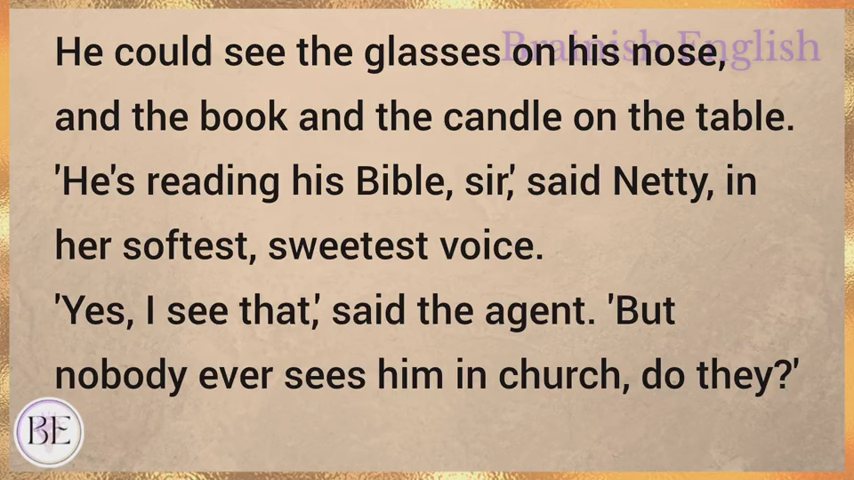 Brainish English
He could see the glasses on his nose,
and the book and the candle on the table.
'He's reading his Bible, sir,' said Netty, in
her softest, sweetest voice.
'Yes, I see that,' said the agent. 'But
nobody ever sees him in church, do they?'
BE